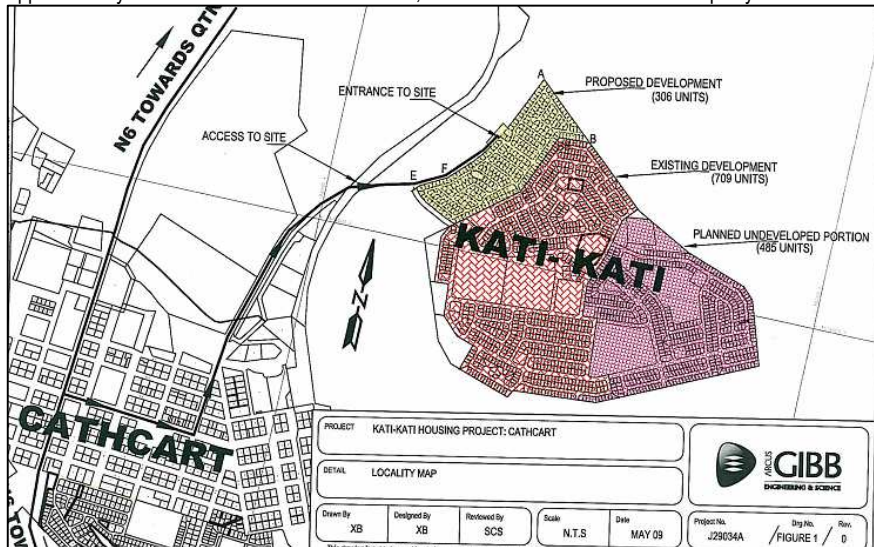 N6 TOWARDS QTN
ENTRANCE TO SITE
ACCESS TO SITE
A
PROPOSED DEVELOPMENT
(306 UNITS)
B
E
F
EXISTING DEVELOPMENT
(709 UNITS)
PLANNED UNDEVELOPED PORTION
(485 UNITS)
KATI- KATI
N
CATHCART
PROJECT KATI-KATI HOUSING PROJECT: CATHCART
DETAIL LOCALITY MAP
Drawn By
XB
Designed By
XB
Reviewed By
SCS
Scale
N.T.S
Date
MAY 09
ARCUS
GIBB
ENGINEERING & SCIENCE
Project No.
J29034A
Drg.No.
FIGURE 1
Rev.
0